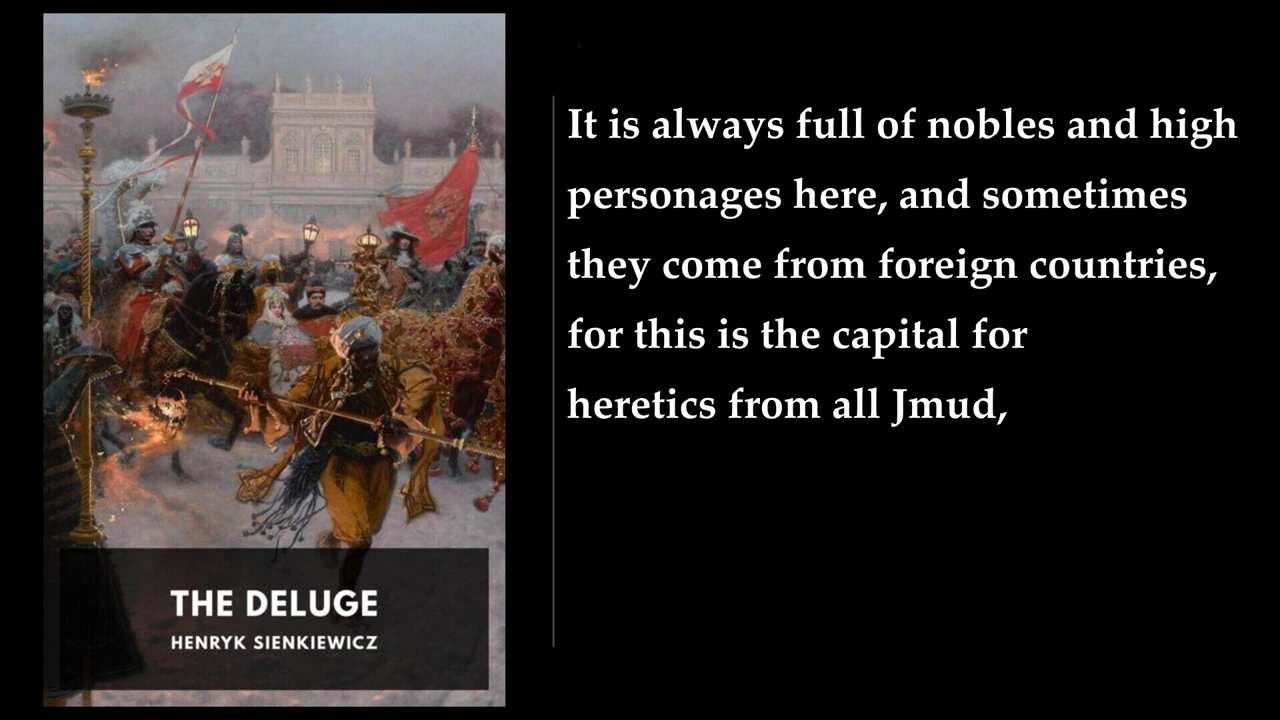 It is always full of nobles and high
personages here, and sometimes
they come from foreign countries,
for this is the capital for
heretics from all Jmud,
THE DELUGE
HENRYK SIENKIEWICZ